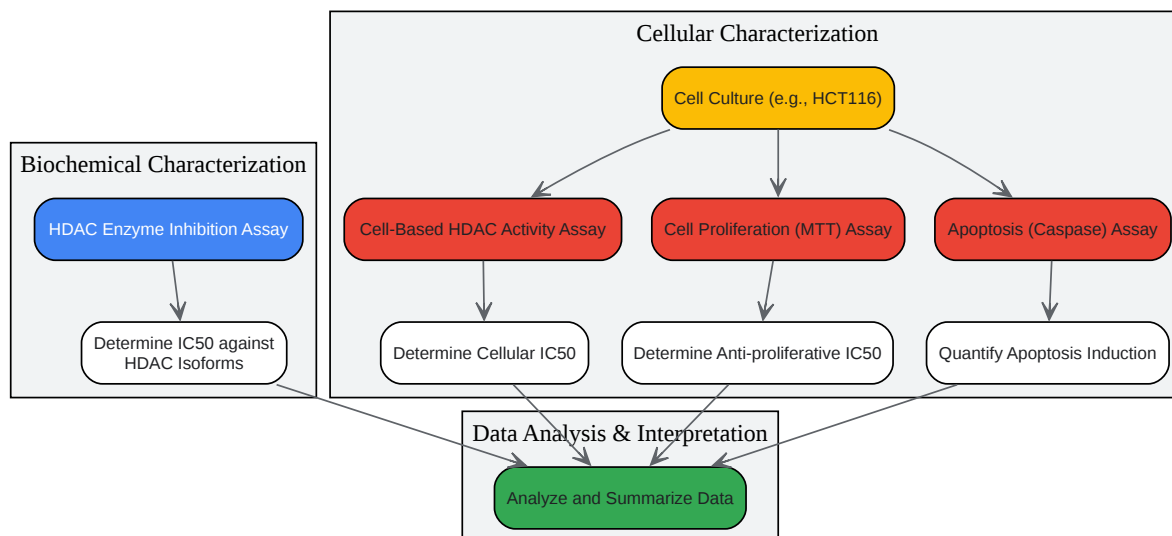 Cellular Characterization
Cell Culture (e.g., HCT116)
Biochemical Characterization
HDAC Enzyme Inhibition Assay
Cell-Based HDAC Activity Assay
Cell Proliferation (MTT) Assay
Apoptosis (Caspase) Assay
Determine IC50 against
HDAC Isoforms
Determine Cellular IC50
Determine Anti-proliferative IC50
Quantify Apoptosis Induction
Data Analysis & Interpretation
Analyze and Summarize Data